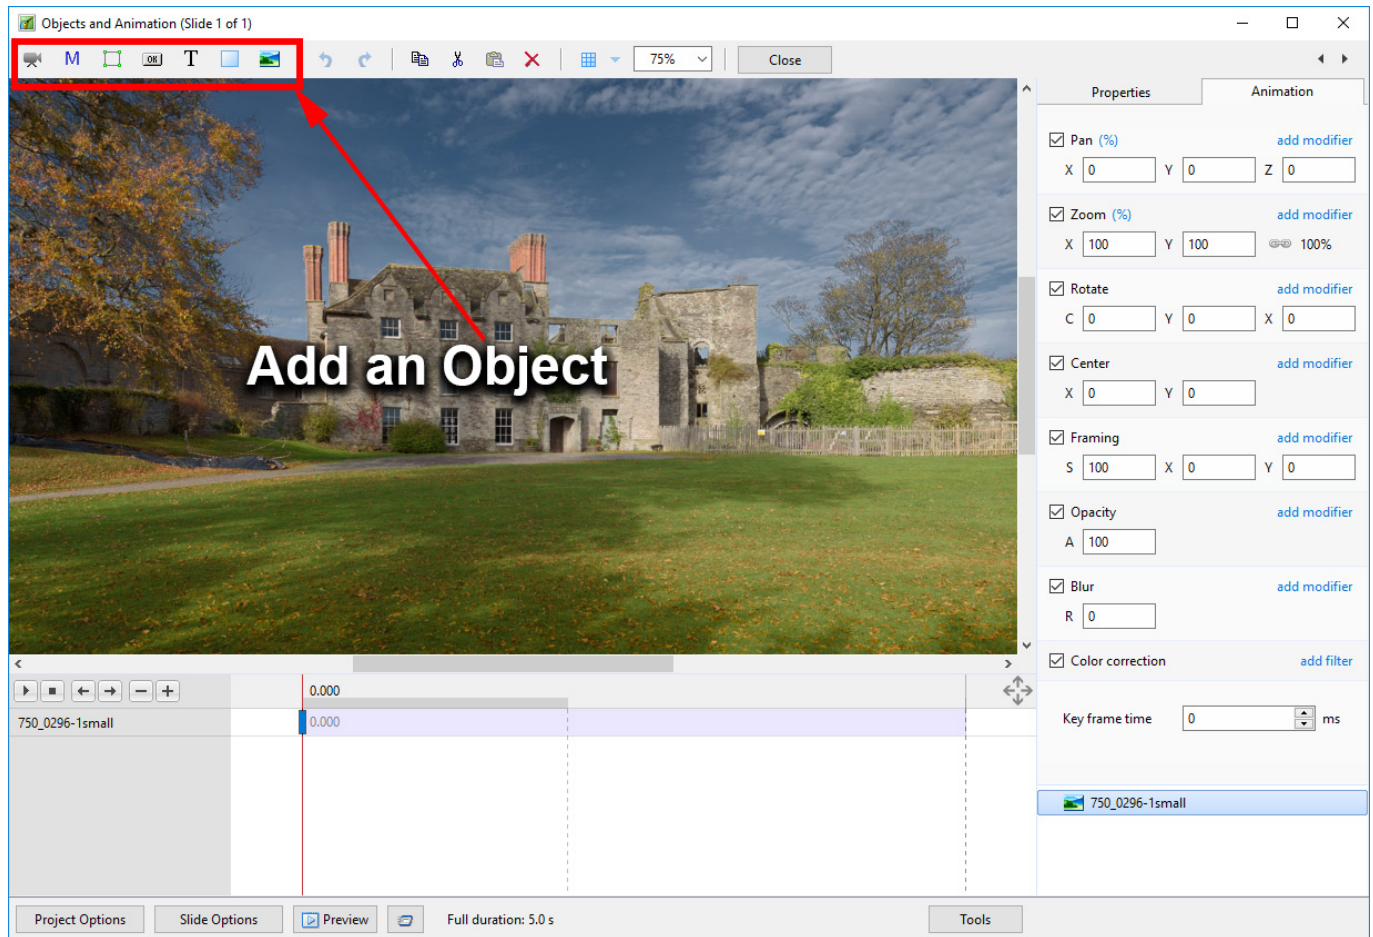 Objects and Animation (Slide 1 of 1)
M OK T 75% Close
Properties Animation
Pan (%) add modifier
X 0 Y 0 Z 0
Zoom (%) add modifier
X 100 Y 100 100%
Rotate add modifier
C 0 Y 0 X 0
Add an Object
Center add modifier
X 0 Y 0
Framing add modifier
S 100 X 0 Y 0
Opacity add modifier
A 100
Blur add modifier
R 0
Color correction add filter
0.000
750_0296-1small 0.000
Key frame time 0 ms
750_0296-1small
Project Options Slide Options Preview Full duration: 5.0 s Tools